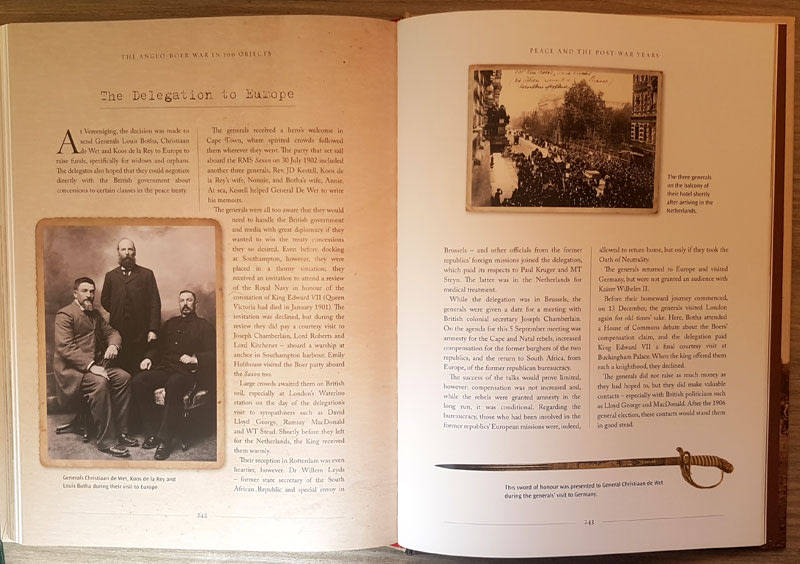 THE ANGLO-BOER WAR IN 100 OBJECTS
The Delegation to Europe
At Vereeniging, the decision was made to
send Generals Louis Botha, Christiaan
de Wet and Koos de la Rey to Europe to
raise funds, specifically for widows and orphans.
The delegates also hoped that they could negotiate
directly with the British government about
concessions to certain clauses in the peace treaty.
The generals received a hero's welcome in
Cape Town, where spirited crowds followed
them wherever they went. The party that set sail
aboard the RMS Saxon on 30 July 1902 included
another three generals, Rev. JD Kestell, Koos de
la Rey's wife, Nonnie, and Botha's wife, Annie.
At sea, Kestell helped General De Wet to write
his memoirs.
The generals were all too aware that they would
need to handle the British government
and media with great diplomacy if they
wanted to win the treaty concessions
they so desired. Even before docking
at Southampton, however, they were
placed in a thorny situation: they
received an invitation to attend a review
of the Royal Navy in honour of the
coronation of King Edward VII (Queen
Victoria had died in January 1901). The
invitation was declined, but during the
review they did pay a courtesy visit to
Joseph Chamberlain, Lord Roberts and
Lord Kitchener – aboard a warship at
anchor in Southampton harbour. Emily
Hobhouse visited the Boer party aboard
the Saxon too.
Large crowds awaited them on British
soil, especially at London's Waterloo
station on the day of the delegation's
visit to sympathisers such as David
Lloyd George, Ramsay MacDonald
and WT Stead. Shortly before they left
for the Netherlands, the King received
them warmly.
Their reception in Rotterdam was even
heartier, however. Dr Willem Leyds
– former state secretary of the South
African Republic and special envoy in
Generals Christiaan de Wet, Koos de la Rey and
Louis Botha during their visit to Europe.
242
PEACE AND THE POST-WAR YEARS
The three generals
on the balcony of
their hotel shortly
after arriving in the
Netherlands.
Brussels – and other officials from the former
republics' foreign missions joined the delegation,
which paid its respects to Paul Kruger and MT
Steyn. The latter was in the Netherlands for
medical treatment.
While the delegation was in Brussels, the
generals were given a date for a meeting with
British colonial secretary Joseph Chamberlain.
On the agenda for this 5 September meeting was
amnesty for the Cape and Natal rebels, increased
compensation for the former burghers of the two
republics, and the return to South Africa, from
Europe, of the former republican bureaucracy.
The success of the talks would prove limited,
however: compensation was not increased and,
while the rebels were granted amnesty in the
long run, it was conditional. Regarding the
bureaucracy, those who had been involved in the
former republics' European missions were, indeed,
allowed to return home, but only if they took the
Oath of Neutrality.
The generals returned to Europe and visited
Germany, but were not granted an audience with
Kaiser Wilhelm II.
Before their homeward journey commenced,
on 13 December, the generals visited London
again for old times' sake. Here, Botha attended
a House of Commons debate about the Boers'
compensation claim, and the delegation paid
King Edward VII a final courtesy visit at
Buckingham Palace. When the king offered them
each a knighthood, they declined.
The generals did not raise as much money as
they had hoped to, but they did make valuable
contacts – especially with British politicians such
as Lloyd George and MacDonald. After the 1906
general election, these contacts would stand them
in good stead.
This sword of honour was presented to General Christiaan de Wet
during the generals' visit to Germany.
243